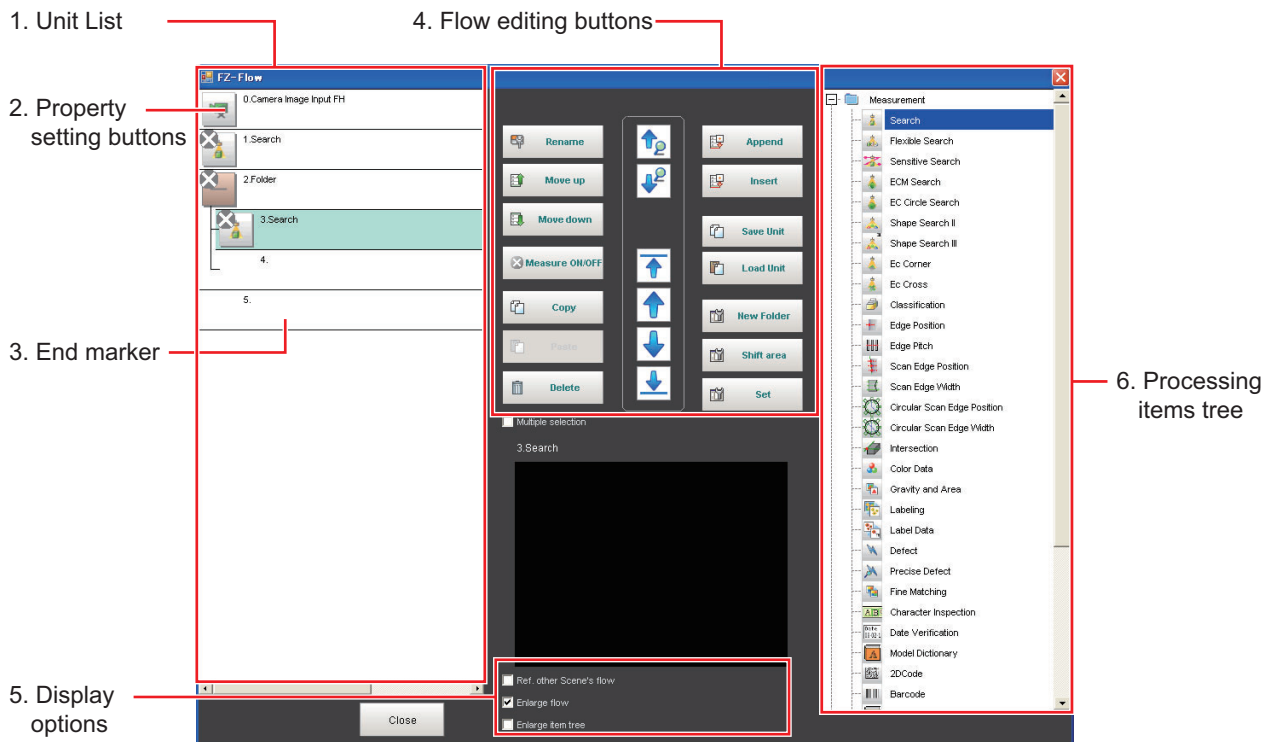 1. Unit List
4. Flow editing buttons
2. Property
setting buttons
3. End marker
5. Display
options
6. Processing
items tree
FZ-Flow
0.Camera Image Input FH
1.Search
2.Folder
3.Search
4.
5.
Close
Rename
Move up
Move down
Measure ON/OFF
Copy
Paste
Delete
Append
Insert
Save Unit
Load Unit
New Folder
Shift area
Set
Multiple selection
3.Search
Ref. other Scene's flow
Enlarge flow
Enlarge item tree
Measurement
Search
Flexible Search
Sensitive Search
ECM Search
EC Circle Search
Shape Search II
Shape Search III
Ec Corner
Ec Cross
Classification
Edge Position
Edge Pitch
Scan Edge Position
Scan Edge Width
Circular Scan Edge Position
Circular Scan Edge Width
Intersection
Color Data
Gravity and Area
Labeling
Label Data
Defect
Precise Defect
Fine Matching
Character Inspection
Date Verification
Model Dictionary
2DCode
Barcode